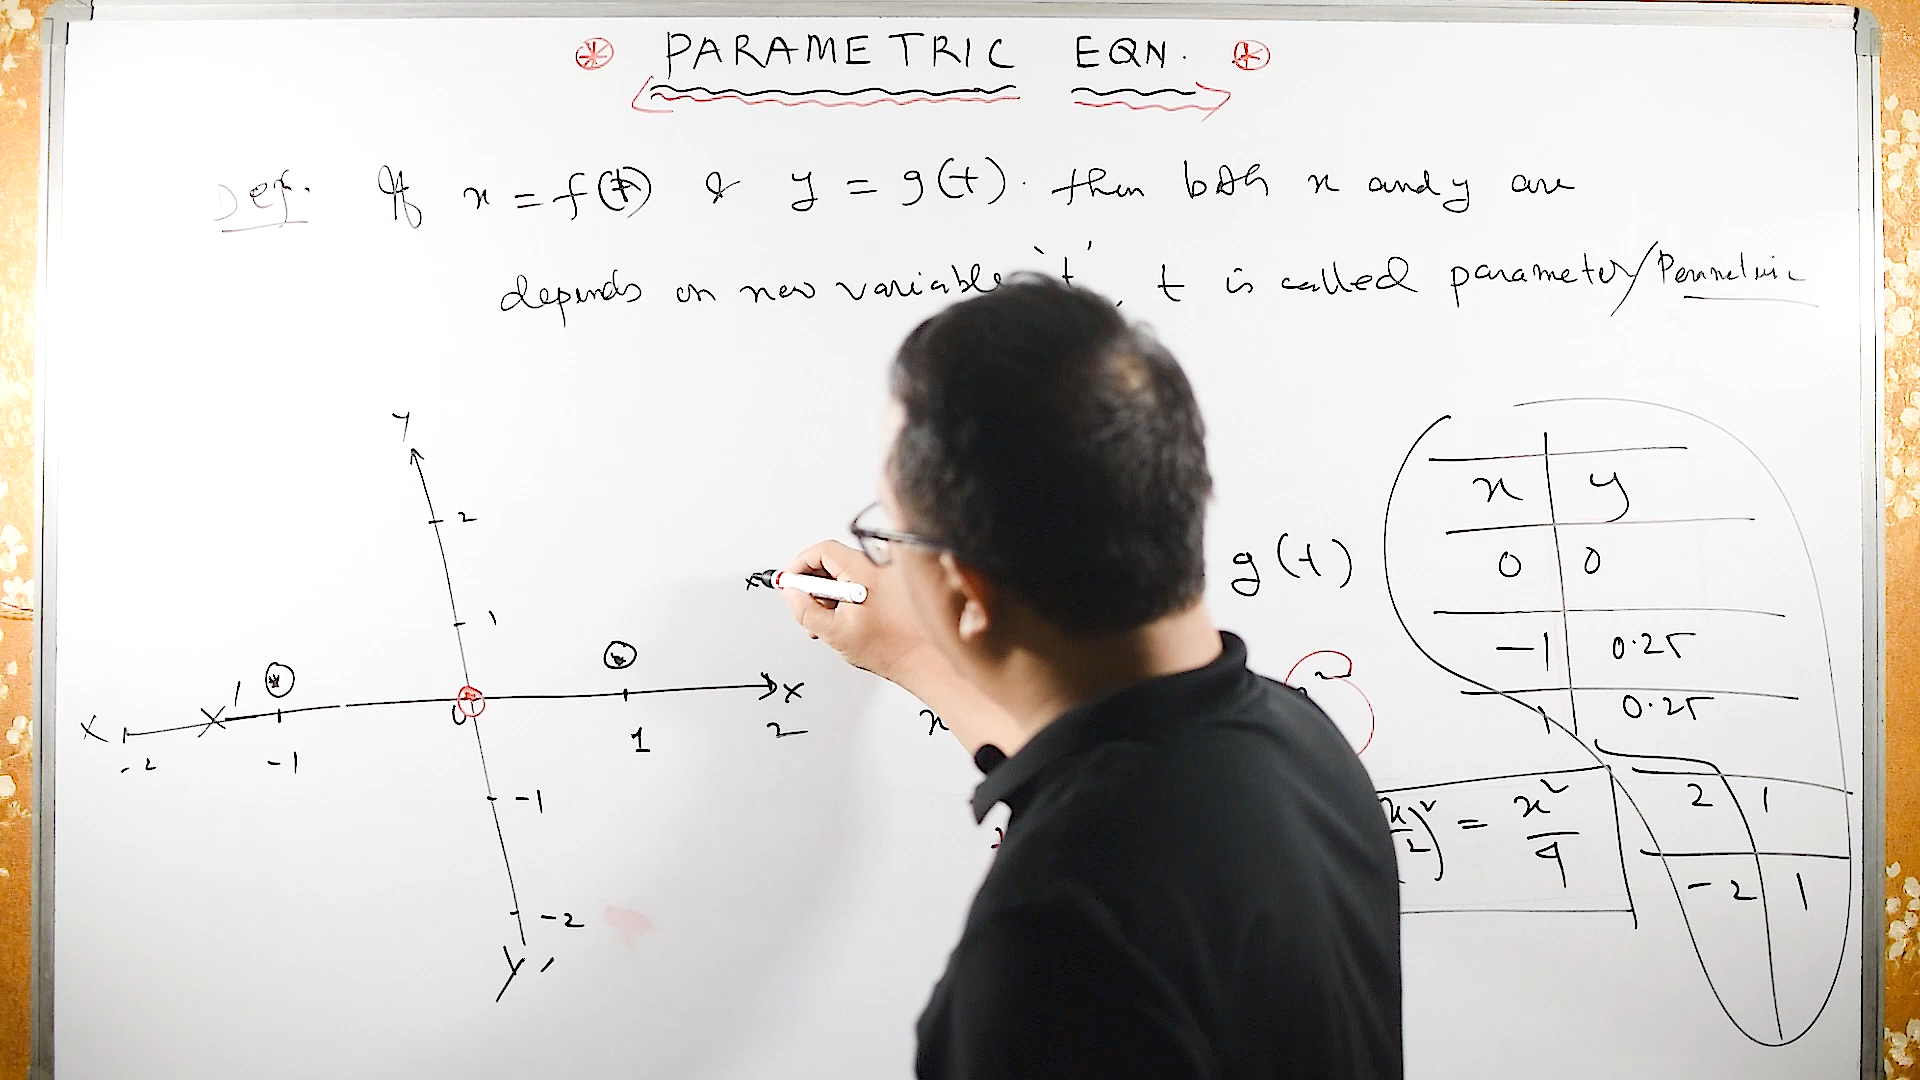 PARAMETRIC EQN.
Def. If x = f(t) & y = g(t). then both x and y are
depends on new variable 't', t is called parameter/
Y
2
1
X' X
0
-2 -1 1 2
-1
-2
Y'
g(t)
x
x y
0 0
-1 0.25
1 0.25
2 1
-2 1
= x²/4